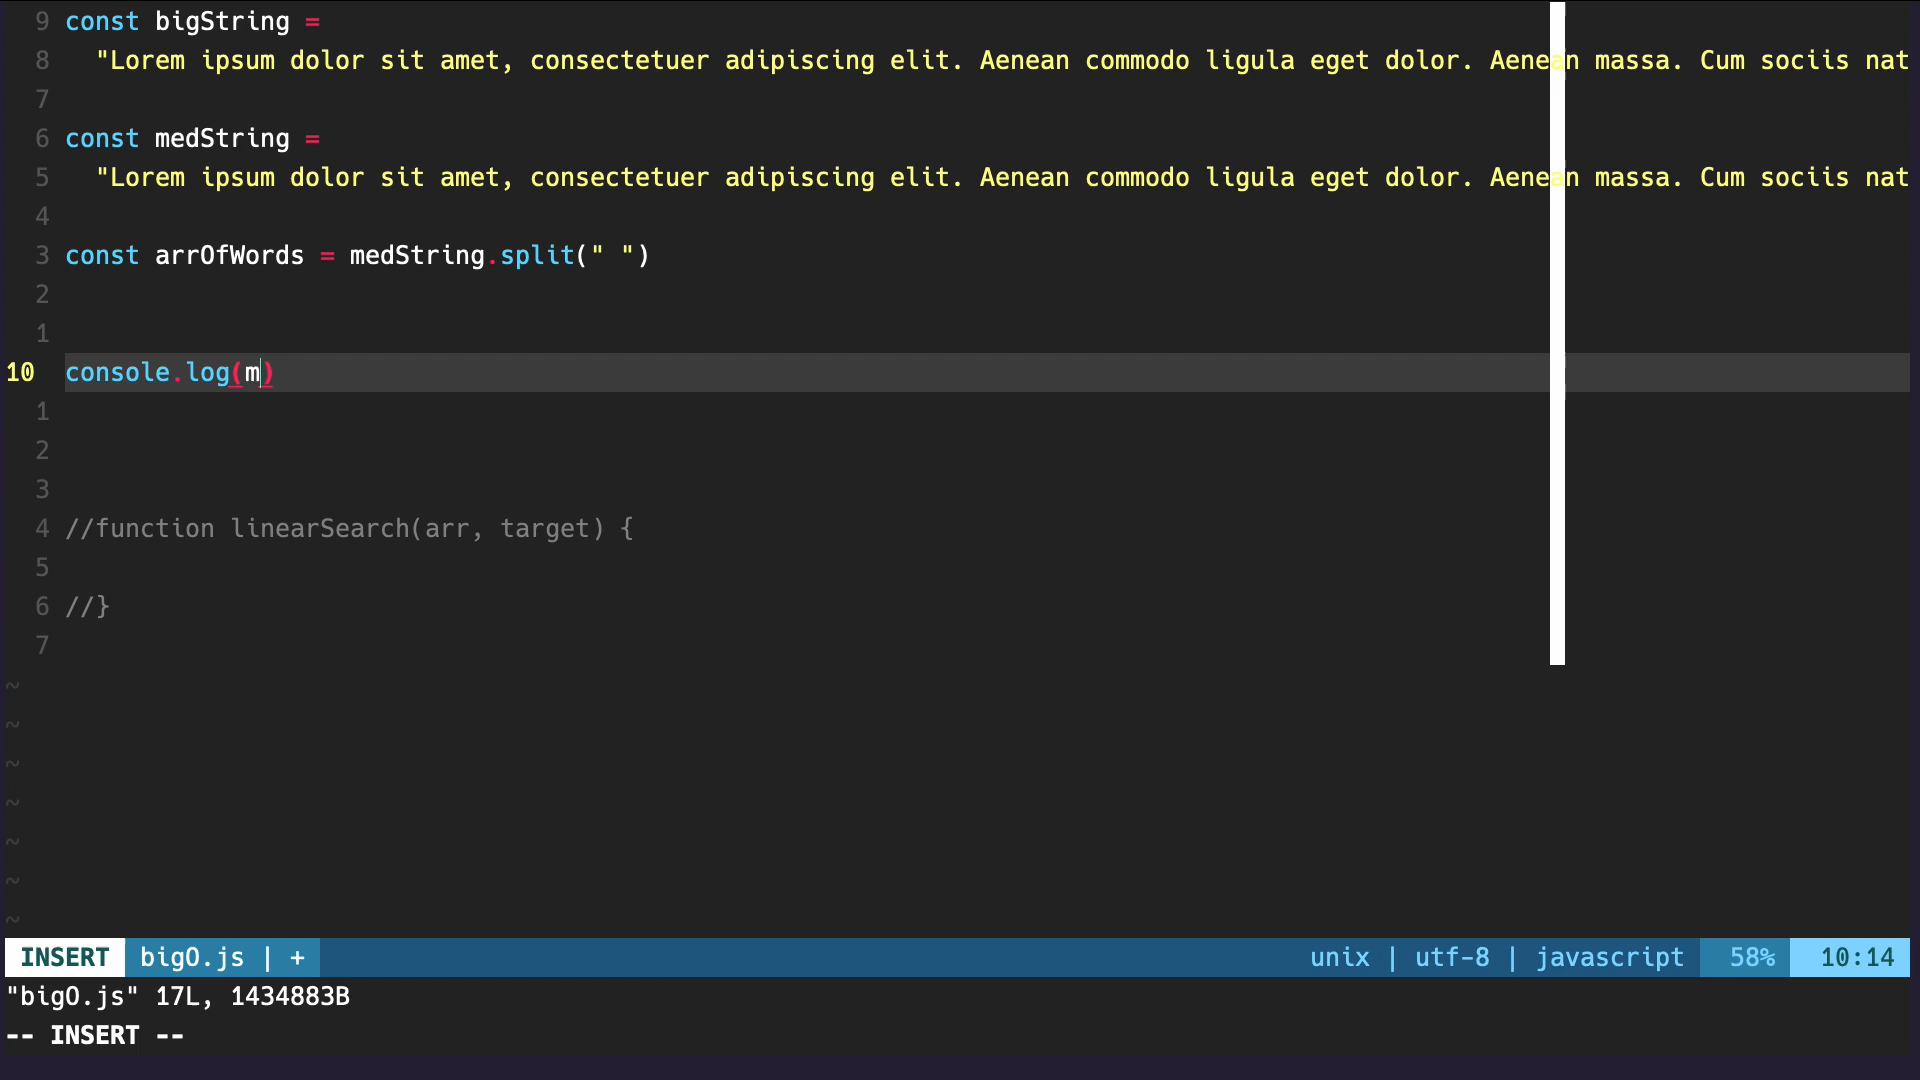 9 const bigString =
8 "Lorem ipsum dolor sit amet, consectetuer adipiscing elit. Aenean commodo ligula eget dolor. Aenean massa. Cum sociis nat
7
6 const medString =
5 "Lorem ipsum dolor sit amet, consectetuer adipiscing elit. Aenean commodo ligula eget dolor. Aenean massa. Cum sociis nat
4
3 const arrOfWords = medString.split(" ")
2
1
10 console.log(m)
1
2
3
4 //function linearSearch(arr, target) {
5
6 //}
7
~
~
~
~
~
~
~
INSERT bigO.js | + unix | utf-8 | javascript 58% 10:14
"bigO.js" 17L, 1434883B
-- INSERT --